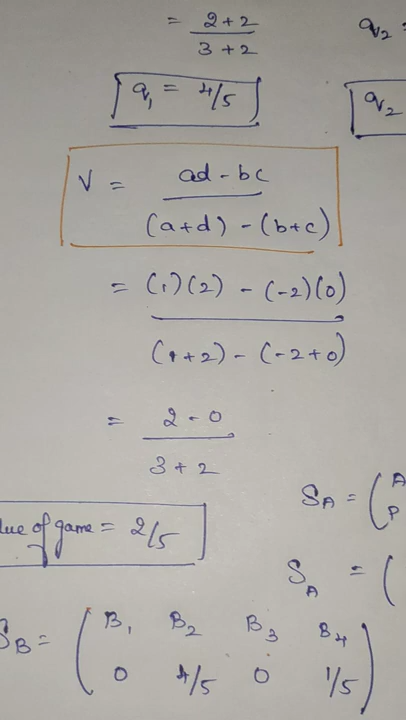 = 2+2 / 3+2
q₂ =
q₁ = 4/5
q₂
V = ad - bc / (a+d) - (b+c)
= (1)(2) - (-2)(0) / (1+2) - (-2+0)
= 2-0 / 3+2
SA = ( A
P
lue of game = 2/5
SA = (
SB = ( B₁ B₂ B₃ B₄ )
0 4/5 0 1/5